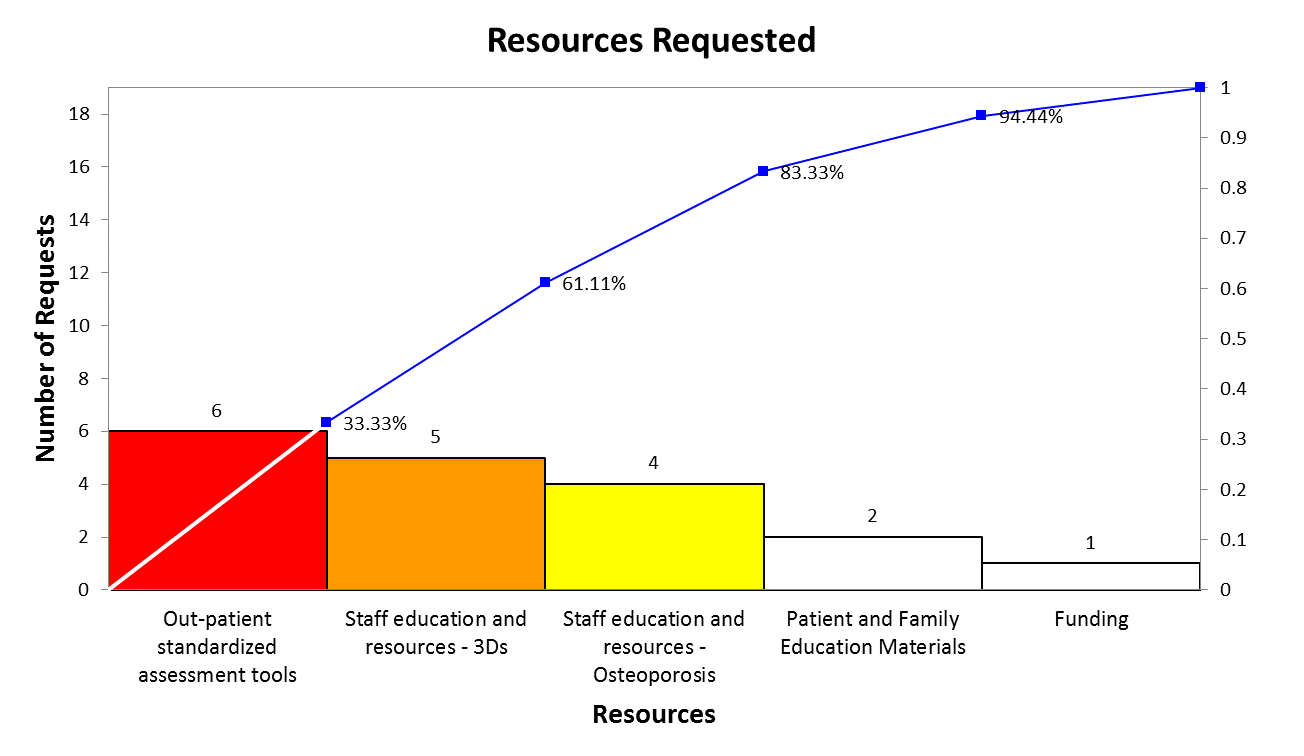 Resources Requested
Number of Requests
18
16
14
12
10
8
6
4
2
0
1
0.9
0.8
0.7
0.6
0.5
0.4
0.3
0.2
0.1
0
33.33%
61.11%
83.33%
94.44%
6
5
4
2
1
Out-patient
standardized
assessment tools
Staff education and
resources - 3Ds
Staff education and
resources -
Osteoporosis
Patient and Family
Education Materials
Funding
Resources